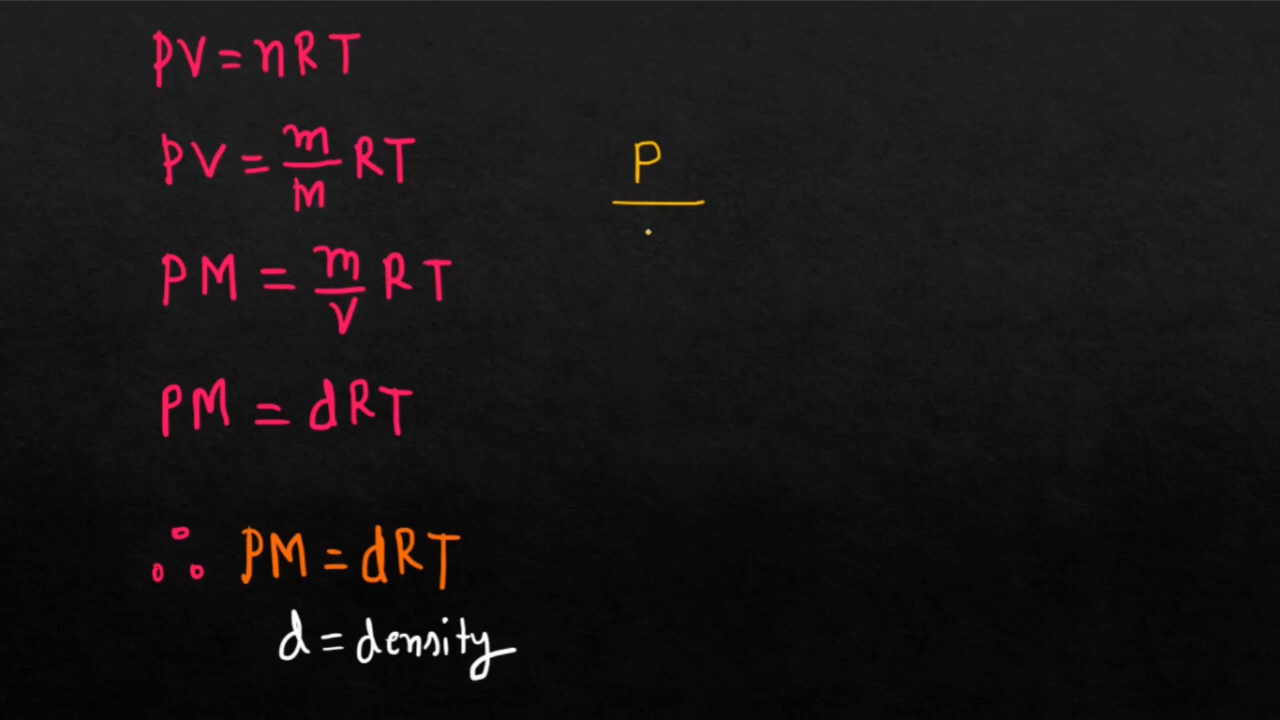 PV = nRT
PV = m/M RT
PM = m/V RT
PM = dRT
∴ PM = dRT
d = density
P